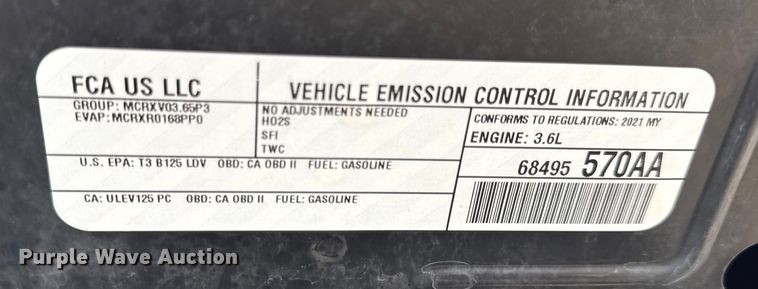 FCA US LLC
VEHICLE EMISSION CONTROL INFORMATION
GROUP: MCRXV03.65P3
EVAP: MCRXR0168PP0
NO ADJUSTMENTS NEEDED
HO2S
SFI
TWC
CONFORMS TO REGULATIONS: 2021 MY
ENGINE: 3.6L
U.S. EPA: T3 B125 LDV OBD: CA OBD II FUEL: GASOLINE
68495 570AA
CA: ULEV125 PC OBD: CA OBD II FUEL: GASOLINE
Purple Wave Auction